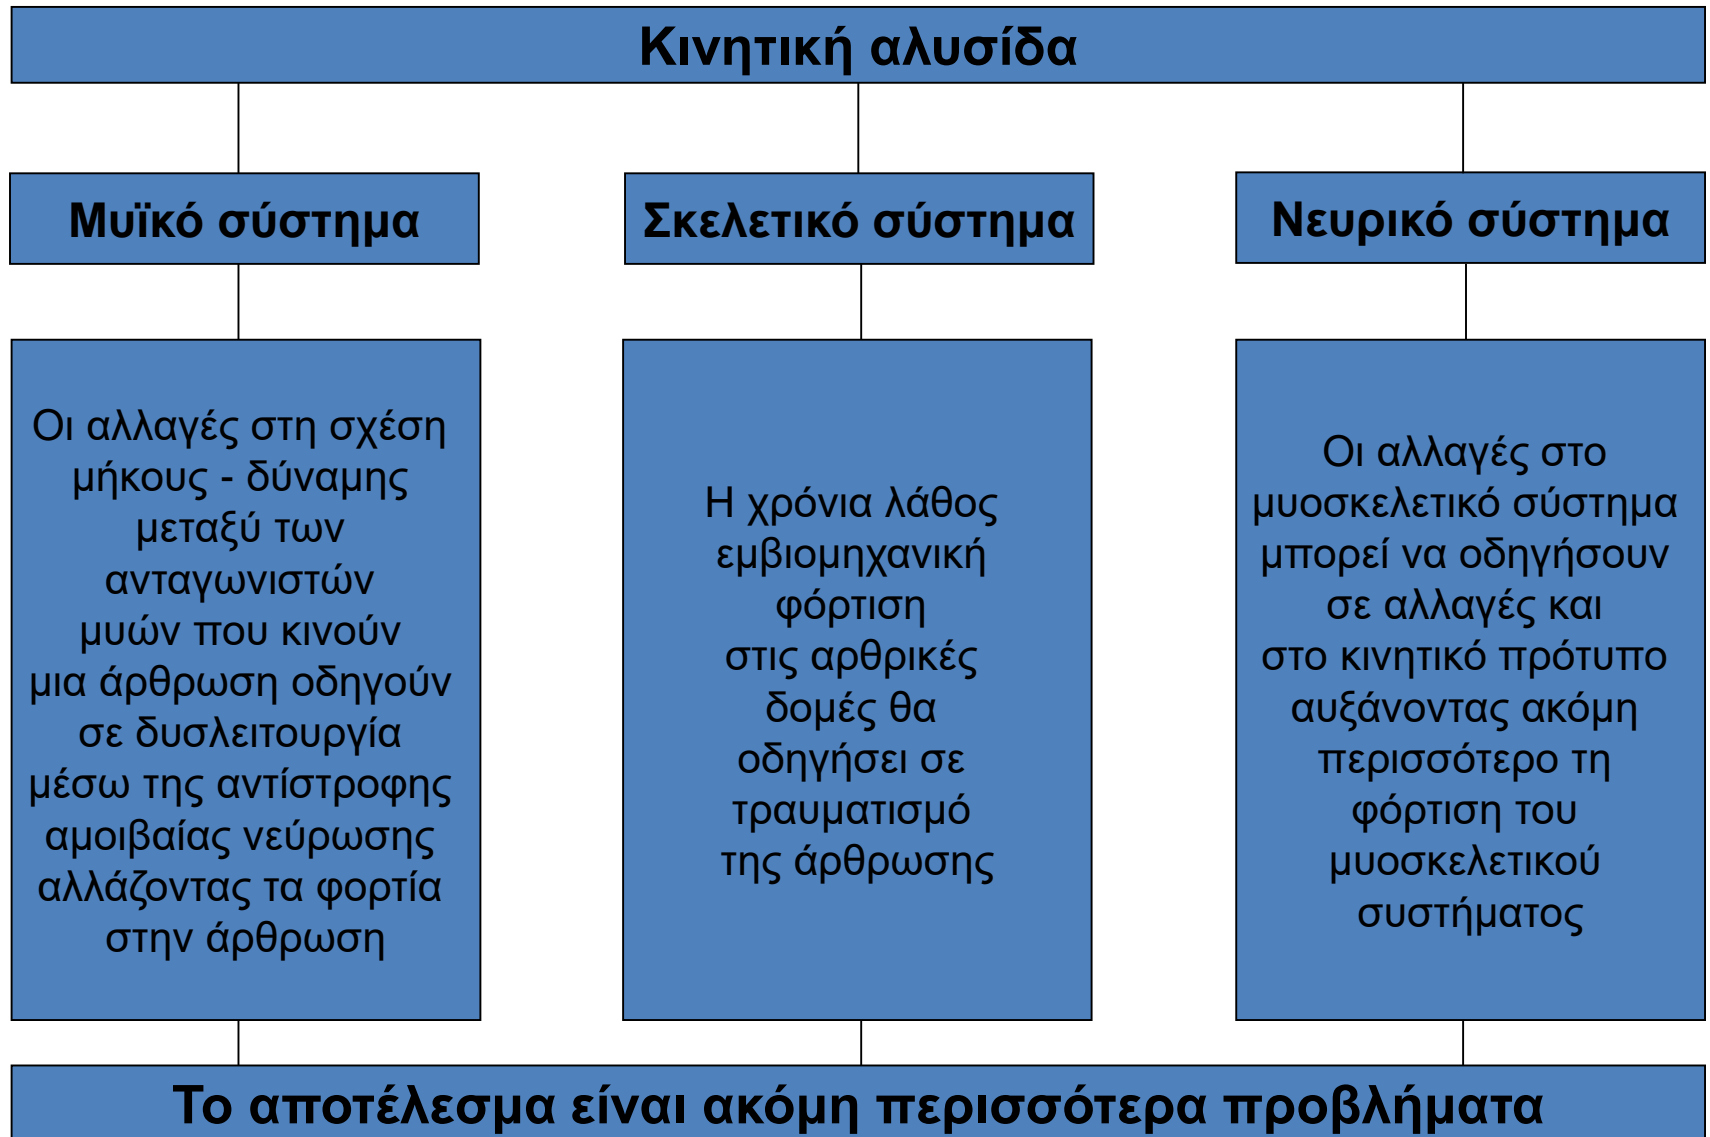 Κινητική αλυσίδα
Μυϊκό σύστημα
Σκελετικό σύστημα
Νευρικό σύστημα
Οι αλλαγές στη σχέση
μήκους - δύναμης
μεταξύ των
ανταγωνιστών
μυών που κινούν
μια άρθρωση οδηγούν
σε δυσλειτουργία
μέσω της αντίστροφης
αμοιβαίας νεύρωσης
αλλάζοντας τα φορτία
στην άρθρωση
Η χρόνια λάθος
εμβιομηχανική
φόρτιση
στις αρθρικές
δομές θα
οδηγήσει σε
τραυματισμό
της άρθρωσης
Οι αλλαγές στο
μυοσκελετικό σύστημα
μπορεί να οδηγήσουν
σε αλλαγές και
στο κινητικό πρότυπο
αυξάνοντας ακόμη
περισσότερο τη
φόρτιση του
μυοσκελετικού
συστήματος
Το αποτέλεσμα είναι ακόμη περισσότερα προβλήματα